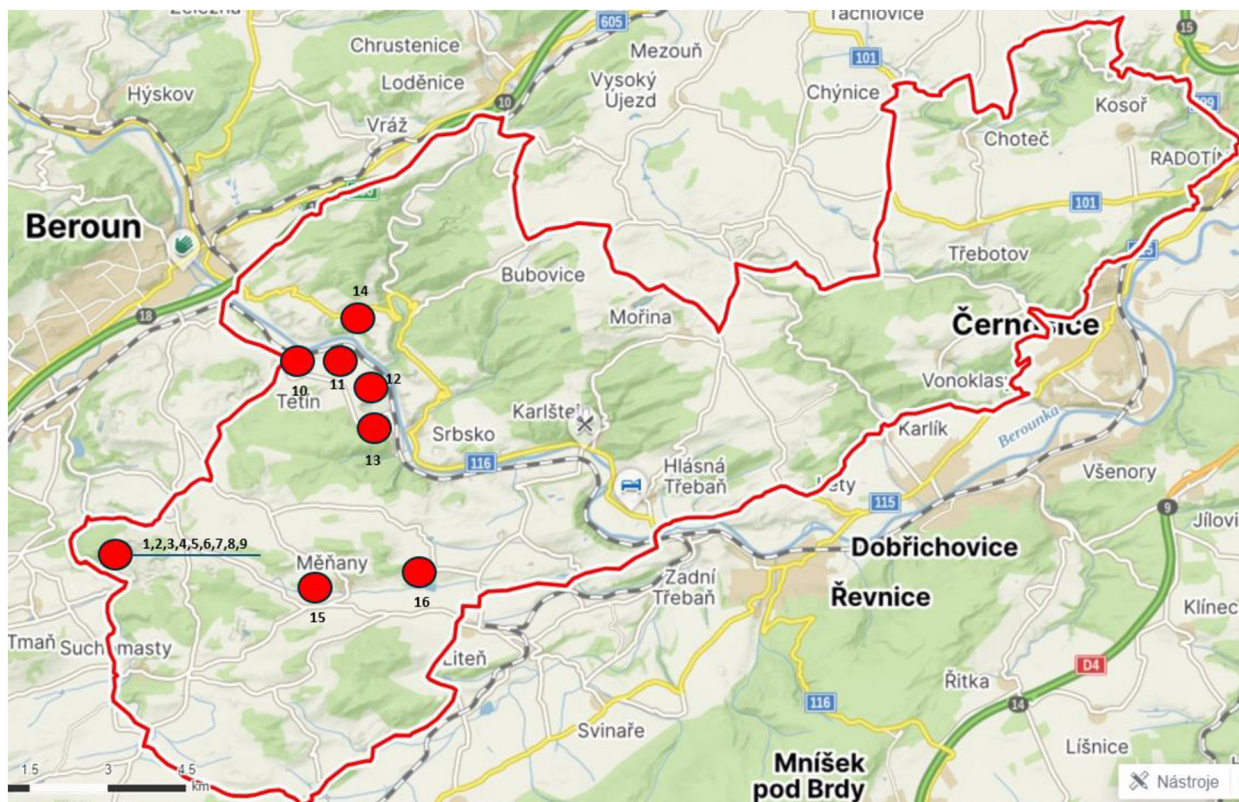 Tachlovice
605
15
Mezouň
Chrustenice
101
Loděnice
Vysoký
Újezd
Hýskov
10
Chýnice
Kosoř
Vráž
Choteč
RADOTÍN
Beroun
101
Třebotov
Bubovice
14
18
Mořina
Černošice
10
11
12
Vonoklasy
Tetín
Karlštejn
13
Srbsko
Karlík
Berounka
116
Hlásná
Třebaň
Všenory
Lety
115
9
Jílovi
1,2,3,4,5,6,7,8,9
Dobřichovice
Měňany
Zadní
Třebaň
16
Řevnice
15
Klínec
Tmaň
Suchomasty
Liteň
D4
Řitka
116
14
Svinaře
Líšnice
Mníšek
pod Brdy
1.5 3 4.5
km
Nástroje